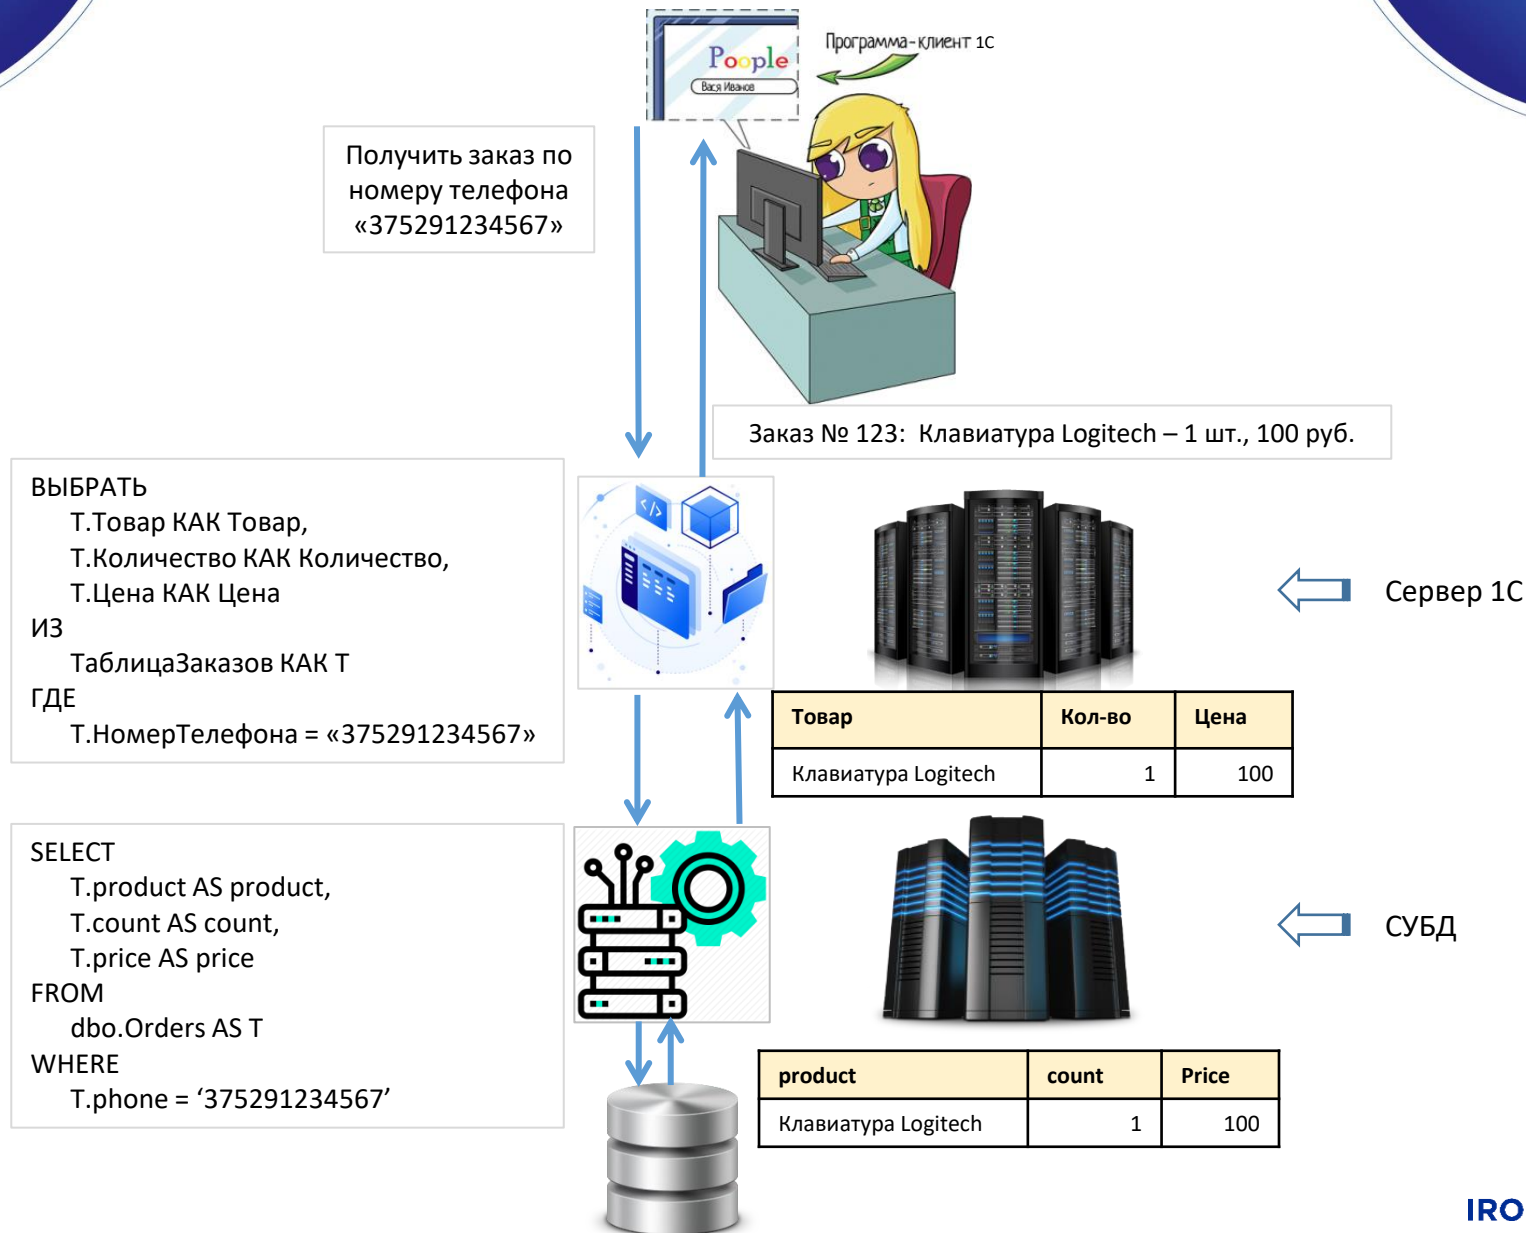 Poople
Вася Иванов
Программа-клиент 1С
Получить заказ по
номеру телефона
«375291234567»
Заказ № 123:  Клавиатура Logitech – 1 шт., 100 руб.
ВЫБРАТЬ
Т.Товар КАК Товар,
Т.Количество КАК Количество,
Т.Цена КАК Цена
ИЗ
ТаблицаЗаказов КАК Т
ГДЕ
Т.НомерТелефона = «375291234567»
</>
Сервер 1С
Товар Кол-во Цена
Клавиатура Logitech 1 100
SELECT
T.product AS product,
T.count AS count,
T.price AS price
FROM
dbo.Orders AS T
WHERE
T.phone = ‘375291234567’
СУБД
product count Price
Клавиатура Logitech 1 100
IRO